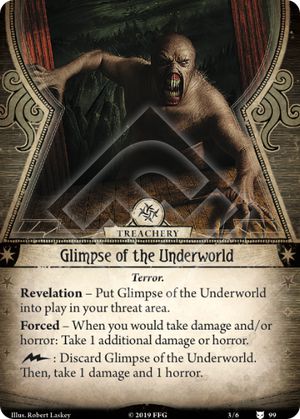 TREACHERY
Glimpse of the Underworld
Terror.
Revelation – Put Glimpse of the Underworld
into play in your threat area.
Forced – When you would take damage and/or
horror: Take 1 additional damage or horror.
: Discard Glimpse of the Underworld.
Then, take 1 damage and 1 horror.
Illus. Robert Laskey © 2019 FFG 3/6 99